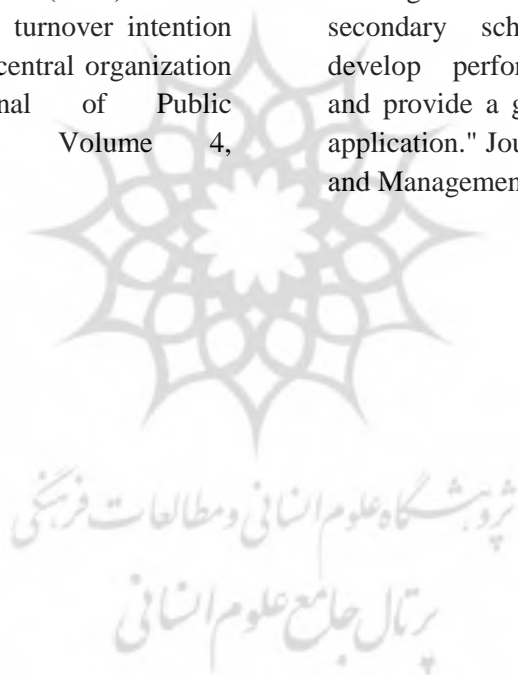 turnover intention
central organization
nal of Public
Volume 4,
secondary sch
develop perfor
and provide a g
application." Jou
and Management
پژوهشگاه علوم انسانی و مطالعات فرهنگی
پرتال جامع علوم انسانی